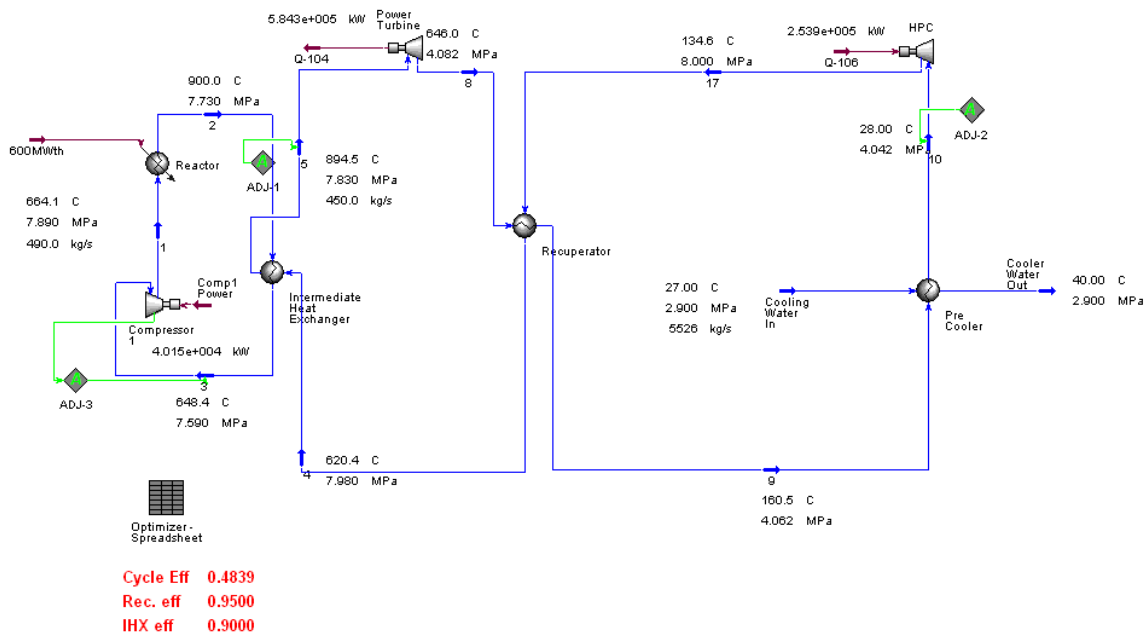 5.843e+005 kW
Power
Turbine
Q-104
646.0 C
4.082 MPa
8
134.6 C
8.000 MPa
17
2.539e+005 kW
HPC
Q-106
900.0 C
7.730 MPa
2
600MWth
Reactor
ADJ-1
5
894.5 C
7.830 MPa
450.0 kg/s
28.00 C
4.042 MPa
10
ADJ-2
664.1 C
7.890 MPa
490.0 kg/s
1
Recuperator
Comp1
Power
Compressor
1
4.015e+004 kW
Intermediate
Heat
Exchanger
27.00 C
2.900 MPa
5526 kg/s
Cooling
Water
In
Cooler
Water
Out
40.00 C
2.900 MPa
Pre
Cooler
ADJ-3
3
648.4 C
7.590 MPa
4
620.4 C
7.980 MPa
9
160.5 C
4.062 MPa
Optimizer-
Spreadsheet
Cycle Eff 0.4839
Rec. eff 0.9500
IHX eff 0.9000